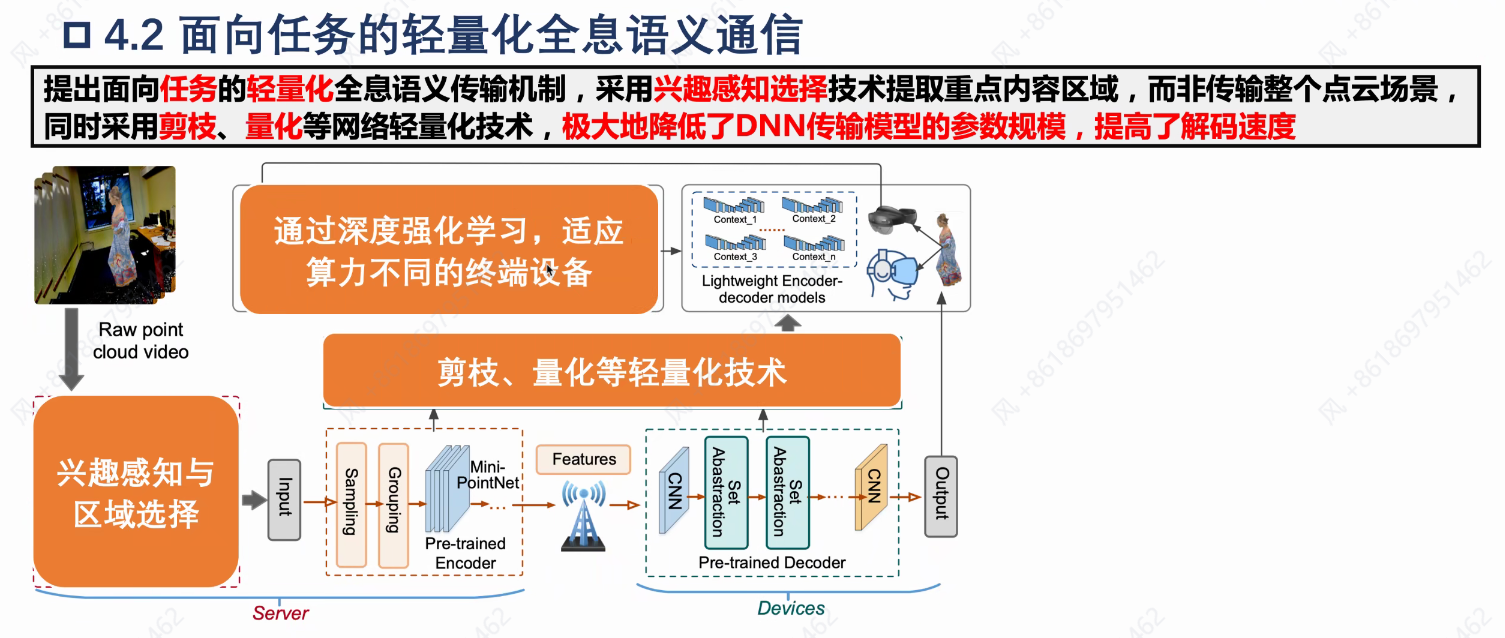 4.2 面向任务的轻量化全息语义通信
提出面向任务的轻量化全息语义传输机制，采用兴趣感知选择技术提取重点内容区域，而非传输整个点云场景，
同时采用剪枝、量化等网络轻量化技术，极大地降低了DNN传输模型的参数规模，提高了解码速度
Raw point
cloud video
通过深度强化学习，适应
算力不同的终端设备
Context_1
Context_2
Context_3
Context_n
Lightweight Encoder-
decoder models
剪枝、量化等轻量化技术
兴趣感知与
区域选择
Input
Sampling
Grouping
Mini-
PointNet
Pre-trained
Encoder
Features
CNN
Set
Abastraction
Set
Abastraction
CNN
Pre-trained Decoder
Output
Server
Devices
风 +8618697951462